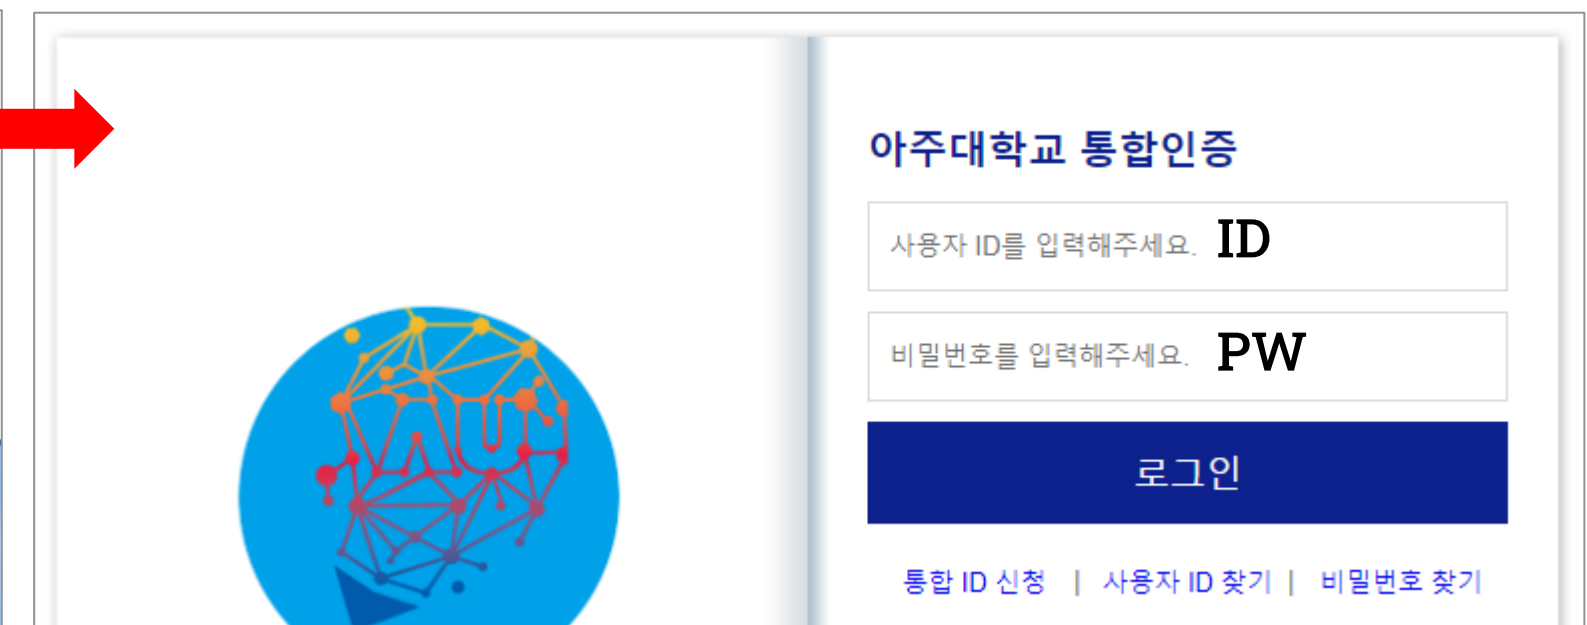 아주대학교 통합인증
사용자 ID를 입력해주세요. ID
비밀번호를 입력해주세요. PW
로그인
통합 ID 신청 | 사용자 ID 찾기 | 비밀번호 찾기
AU